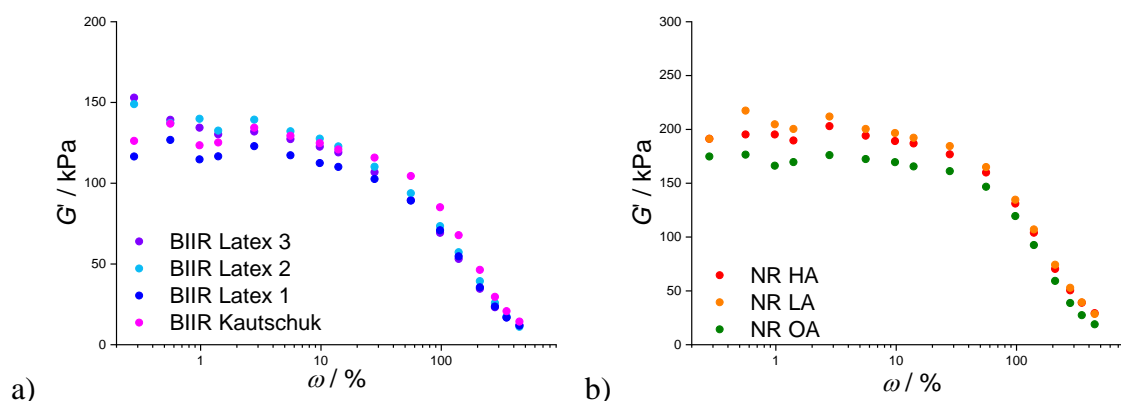 200
150
100
50
0
G' / kPa
BIIR Latex 3
BIIR Latex 2
BIIR Latex 1
BIIR Kautschuk
1 10 100
ω / %
a)
300
250
200
150
100
50
0
G' / kPa
NR HA
NR LA
NR OA
1 10 100
ω / %
b)